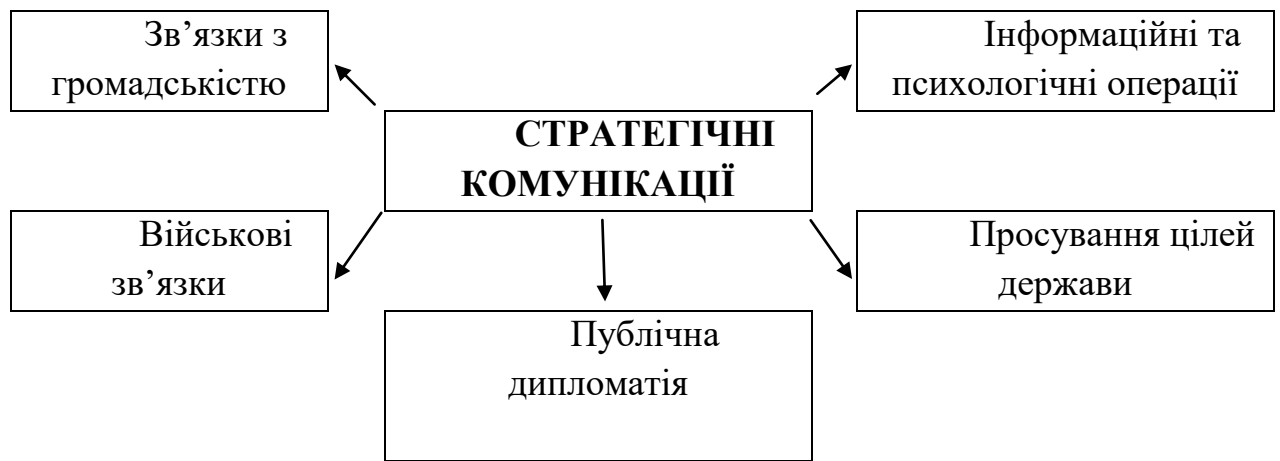 Зв’язки з
громадськістю
Інформаційні та
психологічні операції
СТРАТЕГІЧНІ
КОМУНІКАЦІЇ
Військові
зв’язки
Просування цілей
держави
Публічна
дипломатія